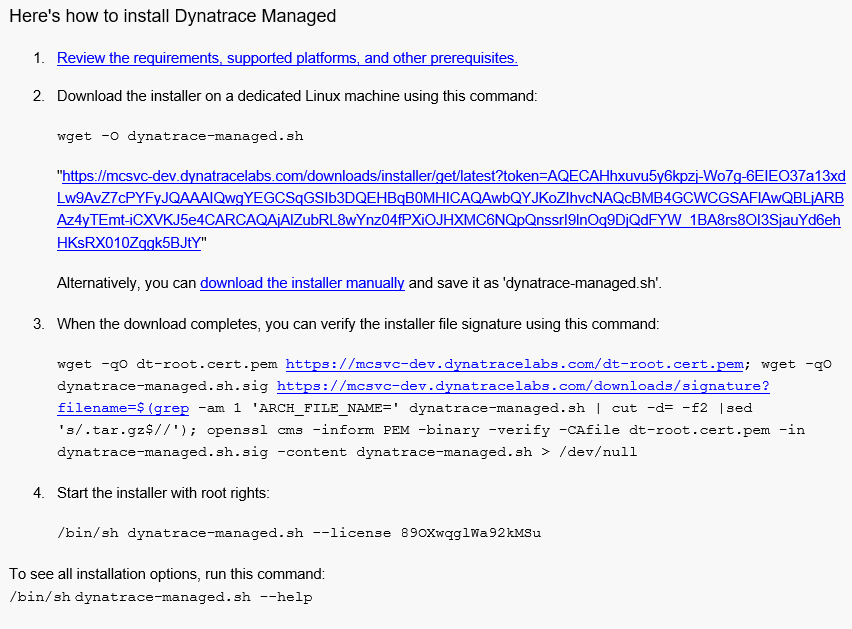 Here's how to install Dynatrace Managed
1. Review the requirements, supported platforms, and other prerequisites.
2. Download the installer on a dedicated Linux machine using this command:
wget -O dynatrace-managed.sh
"https://mcsvc-dev.dynatracelabs.com/downloads/installer/get/latest?token=AQECAHhxuvu5y6kpzj-Wo7g-6EIEO37a13xd
Lw9AvZ7cPYFyJQAAAIQwgYEGCSqGSIb3DQEHBqB0MHICAQAwbQYJKoZIhvcNAQcBMB4GCWCGSAFlAwQBLjARB
Az4yTEmt-iCXVKJ5e4CARCAQAjAlZubRL8wYnz04fPXiOJHXMC6NQpQnssrI9lnOq9DjQdFYW_1BA8rs8OI3SjauYd6eh
HKsRX010Zqgk5BJtY"
Alternatively, you can download the installer manually and save it as 'dynatrace-managed.sh'.
3. When the download completes, you can verify the installer file signature using this command:
wget -qO dt-root.cert.pem https://mcsvc-dev.dynatracelabs.com/dt-root.cert.pem; wget -qO
dynatrace-managed.sh.sig https://mcsvc-dev.dynatracelabs.com/downloads/signature?
filename=$(grep -am 1 'ARCH_FILE_NAME=' dynatrace-managed.sh | cut -d= -f2 |sed
's/.tar.gz$//'); openssl cms -inform PEM -binary -verify -CAfile dt-root.cert.pem -in
dynatrace-managed.sh.sig -content dynatrace-managed.sh > /dev/null
4. Start the installer with root rights:
/bin/sh dynatrace-managed.sh --license 89OXwqglWa92kMSu
To see all installation options, run this command:
/bin/sh dynatrace-managed.sh --help